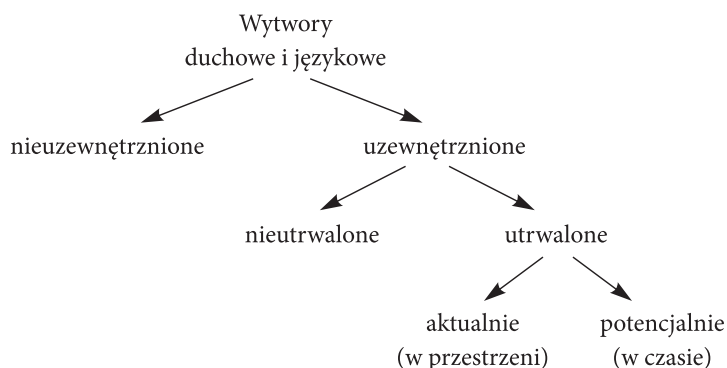 Wytwory
duchowe i językowe
nieuzewnętrznione
uzewnętrznione
nieutrwalone
utrwalone
aktualnie
(w przestrzeni)
potencjalnie
(w czasie)